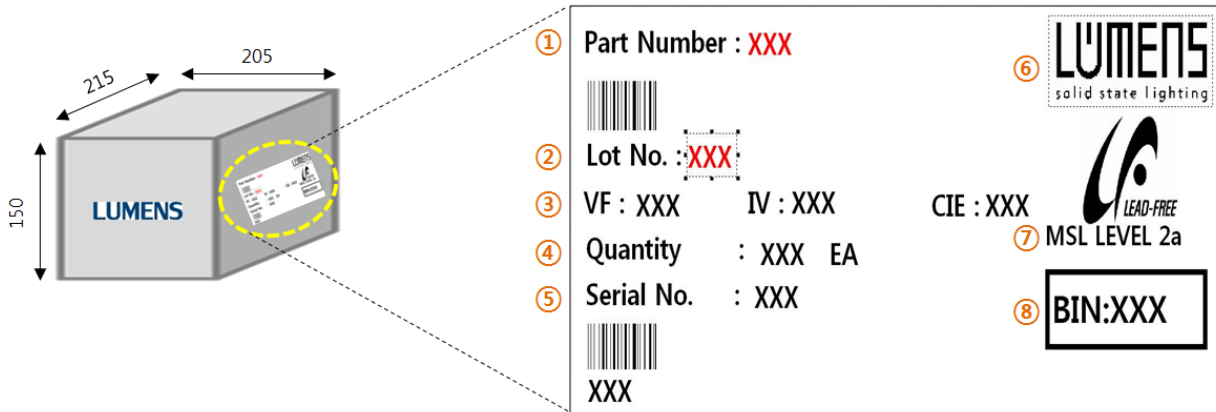 215
205
150
LUMENS
① Part Number : XXX
② Lot No. : XXX
③ VF : XXX IV : XXX CIE : XXX
④ Quantity : XXX EA
⑤ Serial No. : XXX
XXX
⑥ LUMENS
solid state lighting
LEAD-FREE
⑦ MSL LEVEL 2a
⑧ BIN:XXX